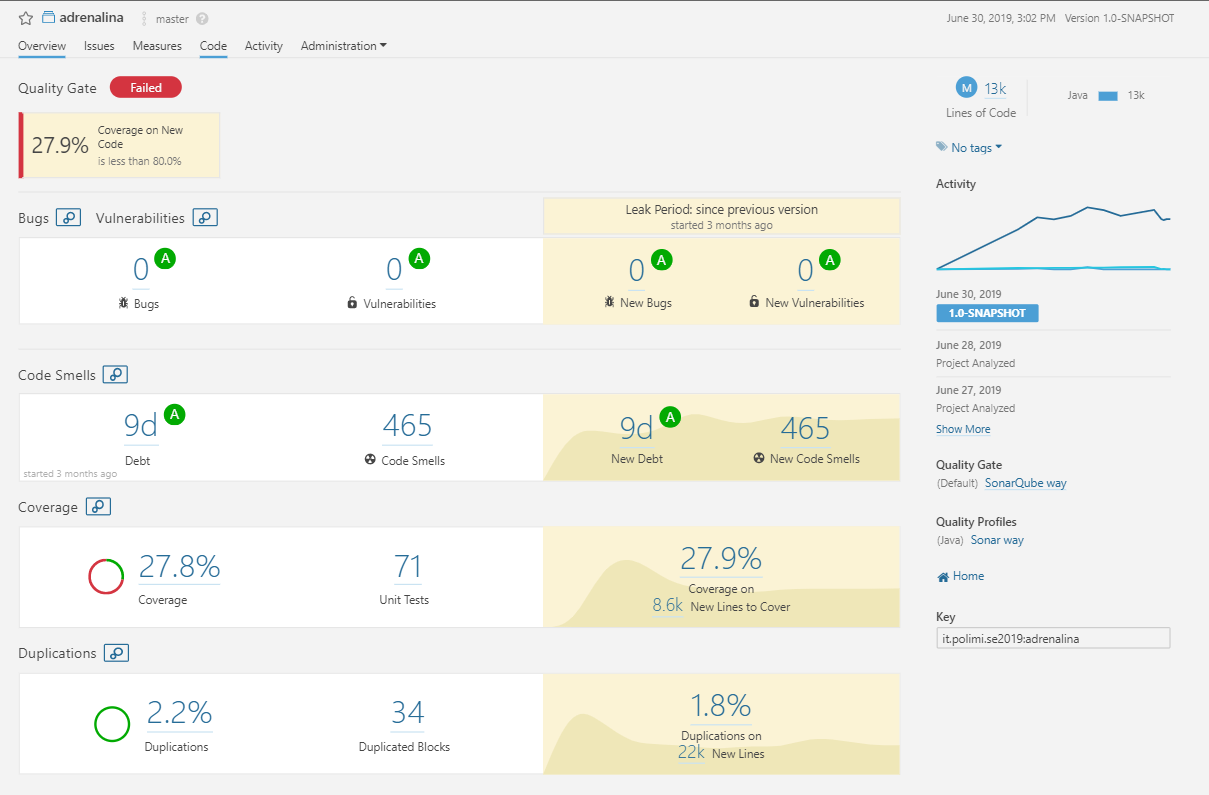 adrenalina master ? June 30, 2019, 3:02 PM Version 1.0-SNAPSHOT
Overview Issues Measures Code Activity Administration
Quality Gate Failed
27.9% Coverage on New
Code
is less than 80.0%
Bugs Vulnerabilities
Leak Period: since previous version
started 3 months ago
0 A 0 A 0 A 0 A
Bugs Vulnerabilities New Bugs New Vulnerabilities
Code Smells
9d A 465 9d A 465
Debt Code Smells New Debt New Code Smells
started 3 months ago
Coverage
27.8% 71 27.9%
Coverage Unit Tests Coverage on
8.6k New Lines to Cover
Duplications
2.2% 34 1.8%
Duplications Duplicated Blocks Duplications on
22k New Lines
M 13k Java 13k
Lines of Code
No tags
Activity
June 30, 2019
1.0-SNAPSHOT
June 28, 2019
Project Analyzed
June 27, 2019
Project Analyzed
Show More
Quality Gate
(Default) SonarQube way
Quality Profiles
(Java) Sonar way
Home
Key
it.polimi.se2019:adrenalina